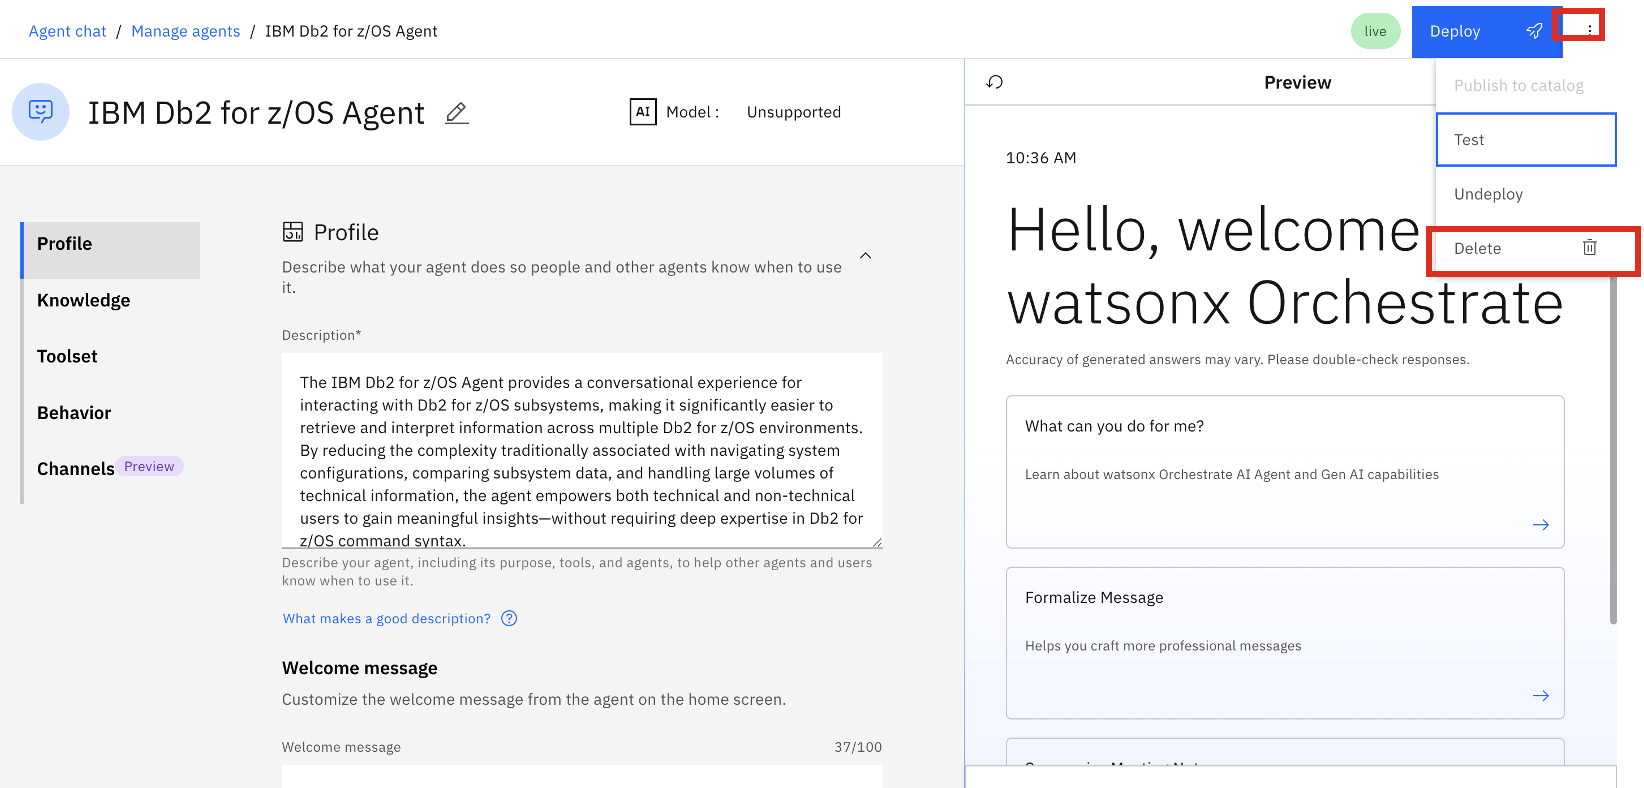 Agent chat / Manage agents / IBM Db2 for z/OS Agent
live
Deploy
Publish to catalog
Test
Undeploy
Delete
IBM Db2 for z/OS Agent
AI Model : Unsupported
Profile
Knowledge
Toolset
Behavior
Channels Preview
Profile
Describe what your agent does so people and other agents know when to use
it.
Description*
The IBM Db2 for z/OS Agent provides a conversational experience for
interacting with Db2 for z/OS subsystems, making it significantly easier to
retrieve and interpret information across multiple Db2 for z/OS environments.
By reducing the complexity traditionally associated with navigating system
configurations, comparing subsystem data, and handling large volumes of
technical information, the agent empowers both technical and non-technical
users to gain meaningful insights—without requiring deep expertise in Db2 for
z/OS command syntax.
Describe your agent, including its purpose, tools, and agents, to help other agents and users
know when to use it.
What makes a good description? ?
Welcome message
Customize the welcome message from the agent on the home screen.
Welcome message 37/100
Preview
10:36 AM
Hello, welcome
watsonx Orchestrate
Accuracy of generated answers may vary. Please double-check responses.
What can you do for me?
Learn about watsonx Orchestrate AI Agent and Gen AI capabilities
Formalize Message
Helps you craft more professional messages